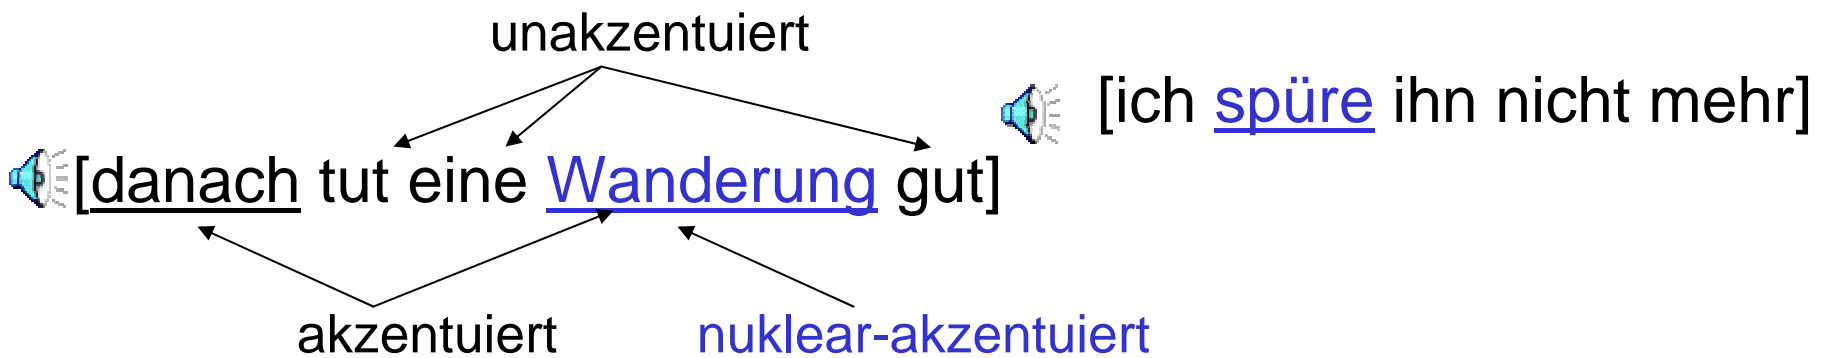 unakzentuiert
[ich spüre ihn nicht mehr]
[danach tut eine Wanderung gut]
akzentuiert
nuklear-akzentuiert